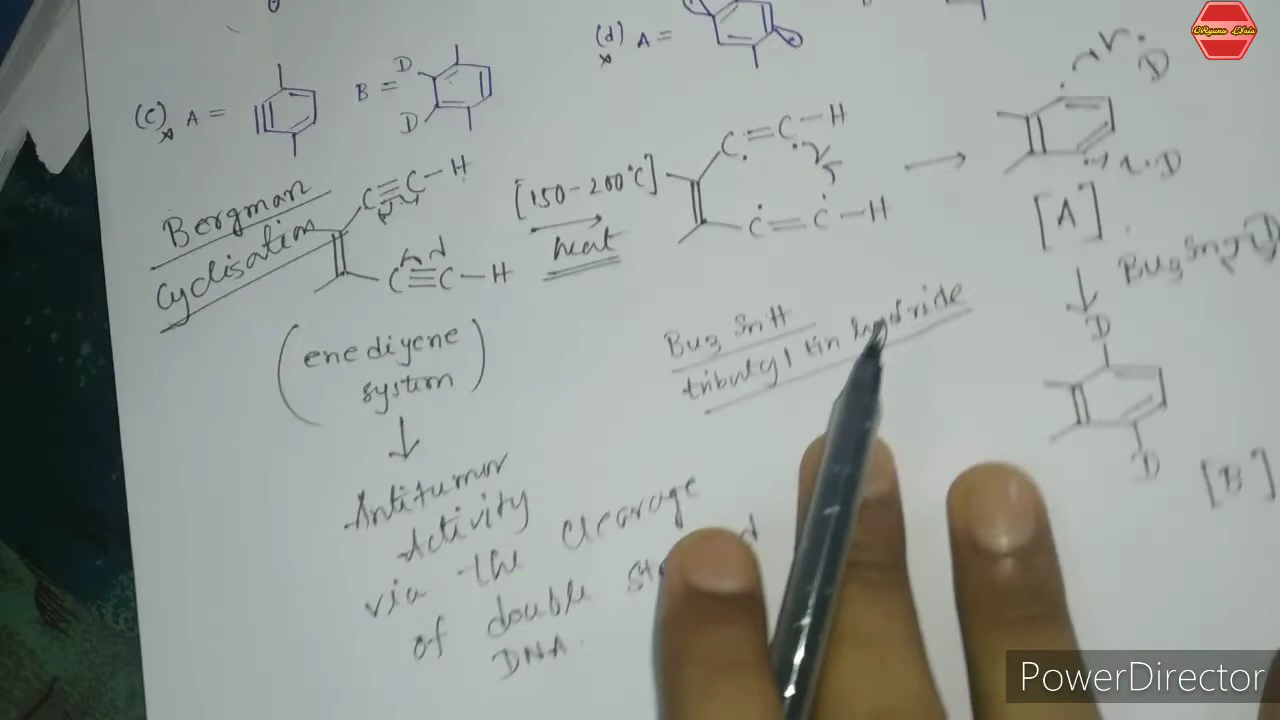 (d) A =
(c) A =
B =
D
D
Bergman
Cyclisation
C≡C-H
C≡C-H
[150-200°C]
heat
C=C-H
C=C-H
D
D
[A]
Bu3SnD
D
D
[B]
(enediyene
system)
Bu3SnH
tributyl tin hydride
Antitumor
Activity
via the cleavage
of double
DNA.
PowerDirector